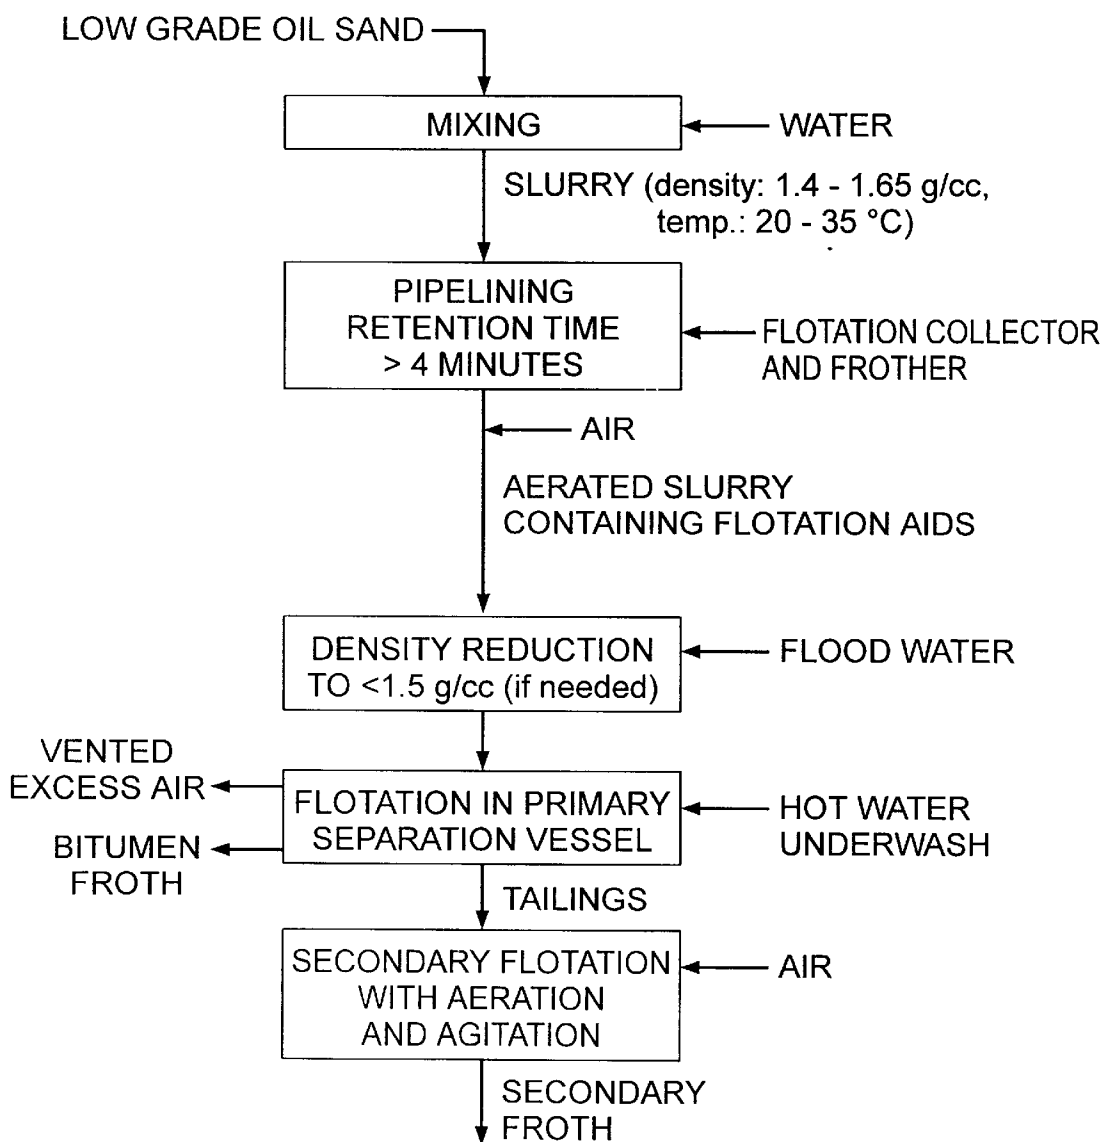 LOW GRADE OIL SAND
MIXING
WATER
SLURRY (density: 1.4 - 1.65 g/cc,
temp.: 20 - 35 °C)
PIPELINING
RETENTION TIME
> 4 MINUTES
FLOTATION COLLECTOR
AND FROTHER
AIR
AERATED SLURRY
CONTAINING FLOTATION AIDS
DENSITY REDUCTION
TO <1.5 g/cc (if needed)
FLOOD WATER
VENTED
EXCESS AIR
FLOTATION IN PRIMARY
SEPARATION VESSEL
HOT WATER
UNDERWASH
BITUMEN
FROTH
TAILINGS
SECONDARY FLOTATION
WITH AERATION
AND AGITATION
AIR
SECONDARY
FROTH